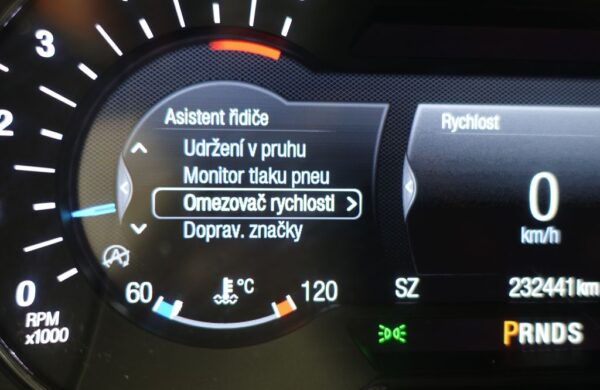 3
2
0
RPM
x1000
Asistent řidiče
Udržení v pruhu
Monitor tlaku pneu
Omezovač rychlosti >
Doprav. značky
60 °C 120
Rychlost
0
km/h
SZ 232441 km
PRNDS